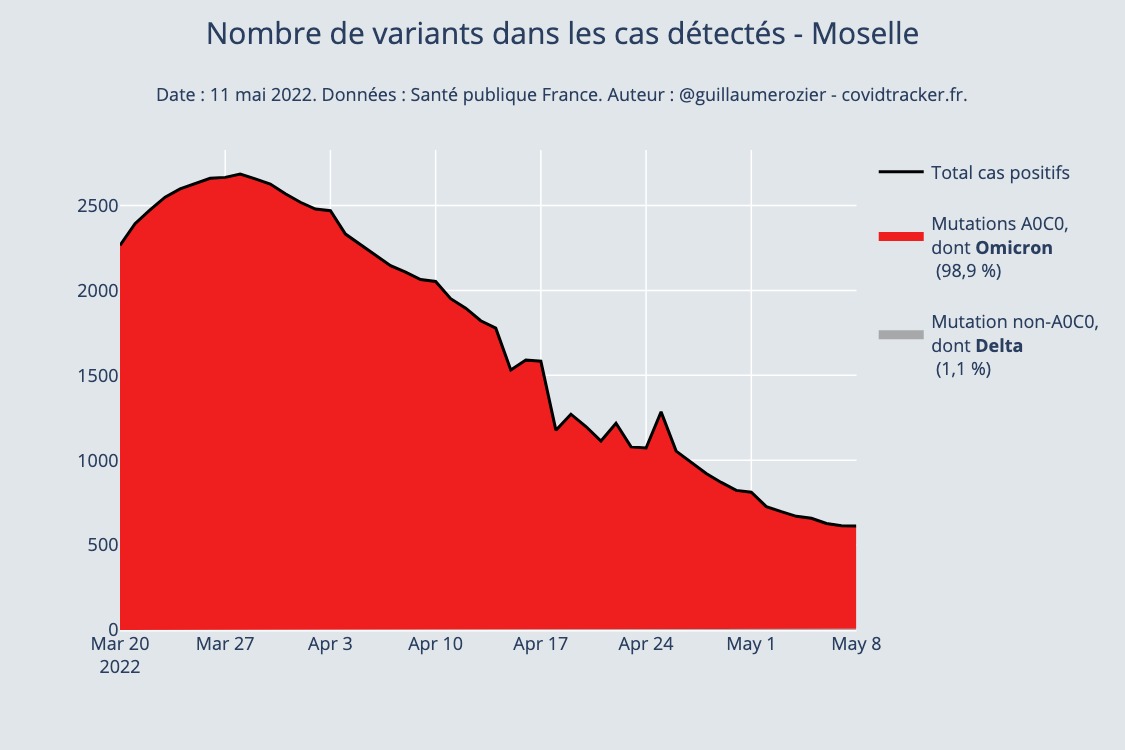 Nombre de variants dans les cas détectés - Moselle
Date : 11 mai 2022. Données : Santé publique France. Auteur : @guillaumerozier - covidtracker.fr.
Total cas positifs
Mutations A0C0,
dont Omicron
(98,9 %)
Mutation non-A0C0,
dont Delta
(1,1 %)
2500
2000
1500
1000
500
0
Mar 20 Mar 27 Apr 3 Apr 10 Apr 17 Apr 24 May 1 May 8
2022